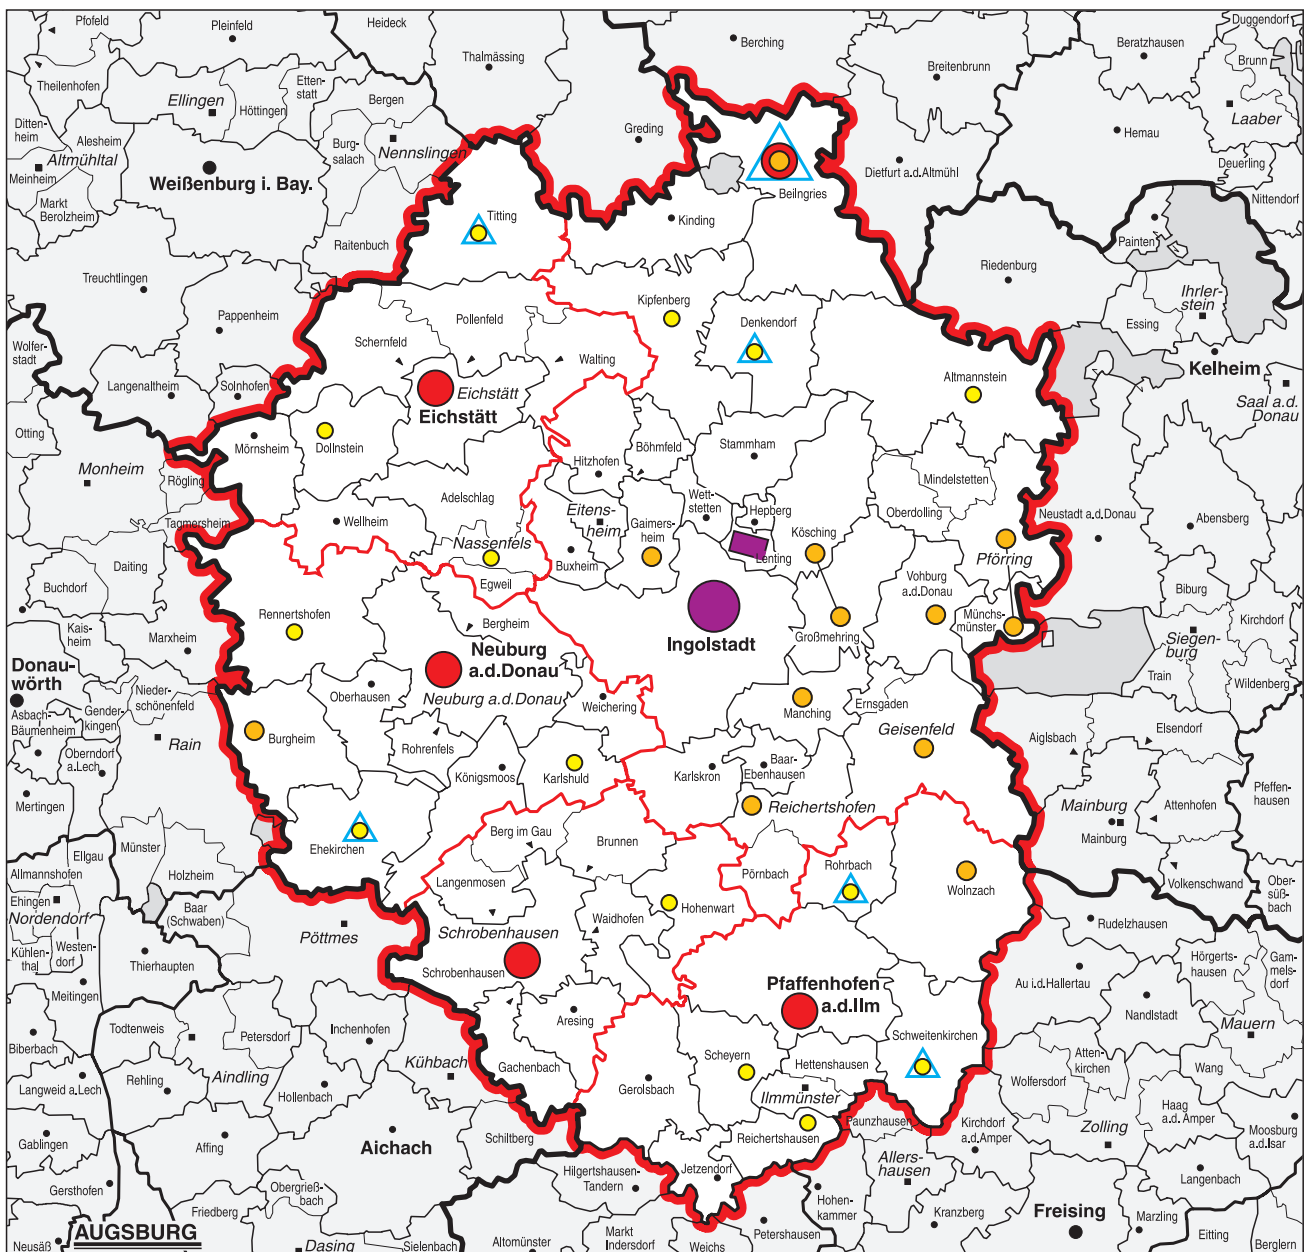 Pfofeld
Pleinfeld
Heideck
Thalmässing
Berching
Breitenbrunn
Beratzhausen
Duggendorf
Brunn
Theilenhofen
Ellingen
Höttingen
Etten-
statt
Bergen
Laaber
Ditten-
heim
Alesheim
Burg-
salach
Nennslingen
Greding
Hemau
Altmühltal
Meinheim
Weißenburg i. Bay.
Markt
Berolzheim
Beilngries
Dietfurt a.d.Altmühl
Deuerling
Nittendorf
Raitenbuch
Titting
Kinding
Painten
Treuchtlingen
Riedenburg
Ihrler-
stein
Pappenheim
Pollenfeld
Kipfenberg
Denkendorf
Essing
Wolfer-
stadt
Schernfeld
Walting
Kelheim
Langenaltheim
Solnhofen
Eichstätt
Eichstätt
Altmannstein
Saal a.d.
Donau
Otting
Mörnsheim
Dollnstein
Hitzhofen
Böhmfeld
Stammham
Monheim
Rögling
Mindelstetten
Adelschlag
Wett-
stetten
Hepberg
Oberdolling
Neustadt a.d.Donau
Abensberg
Tagmersheim
Wellheim
Eitens-
heim
Gaimers-
heim
Kösching
Nassenfels
Buxheim
Lenting
Pförring
Daiting
Buchdorf
Egweil
Vohburg
a.d.Donau
Biburg
Rennertshofen
Bergheim
Münchs-
münster
Kirchdorf
Kais-
heim
Marxheim
Ingolstadt
Großmehring
Siegen-
burg
Donau-
wörth
Neuburg
a.d.Donau
Neuburg a.d.Donau
Train
Wildenberg
Nieder-
schönenfeld
Gender-
kingen
Oberhausen
Weichering
Manching
Ernsgaden
Asbach-
Bäumenheim
Rain
Burgheim
Rohrenfels
Geisenfeld
Aiglsbach
Elsendorf
Oberndorf
a.Lech
Königsmoos
Karlshuld
Karlskron
Baar-
Ebenhausen
Mertingen
Reichertshofen
Mainburg
Mainburg
Attenhofen
Pfeffen-
hausen
Ehekirchen
Berg im Gau
Brunnen
Münster
Ellgau
Allmannshofen
Holzheim
Langenmosen
Pörnbach
Rohrbach
Wolnzach
Volkenschwand
Ober-
süß-
bach
Ehingen
Nordendorf
Baar
(Schwaben)
Waidhofen
Hohenwart
Rudelzhausen
Pöttmes
Schrobenhausen
Schrobenhausen
Kühlen-
thal
Westen-
dorf
Thierhaupten
Hörgerts-
hausen
Gam-
mels-
dorf
Meitingen
Pfaffenhofen
a.d.Ilm
Au i.d.Hallertau
Nandlstadt
Todtenweis
Petersdorf
Inchenhofen
Aresing
Schweitenkirchen
Mauern
Biberbach
Kühbach
Gachenbach
Scheyern
Hettenshausen
Atten-
kirchen
Wang
Langweid a.Lech
Rehling
Aindling
Hollenbach
Gerolsbach
Ilmmünster
Wolfersdorf
Haag
a.d. Amper
Moosburg
a.d.Isar
Gablingen
Affing
Aichach
Schiltberg
Reichertshausen
Paunzhausen
Kirchdorf
a.d.Amper
Zolling
Gersthofen
Obergrieß-
bach
Hilgertshausen-
Tandern
Jetzendorf
Allers-
hausen
Langenbach
Friedberg
Hohen-
kammer
Kranzberg
Freising
Marzling
AUGSBURG
Neusäß
Dasing
Sielenbach
Altomünster
Markt
Indersdorf
Weichs
Petershausen
Eitting
Berglern